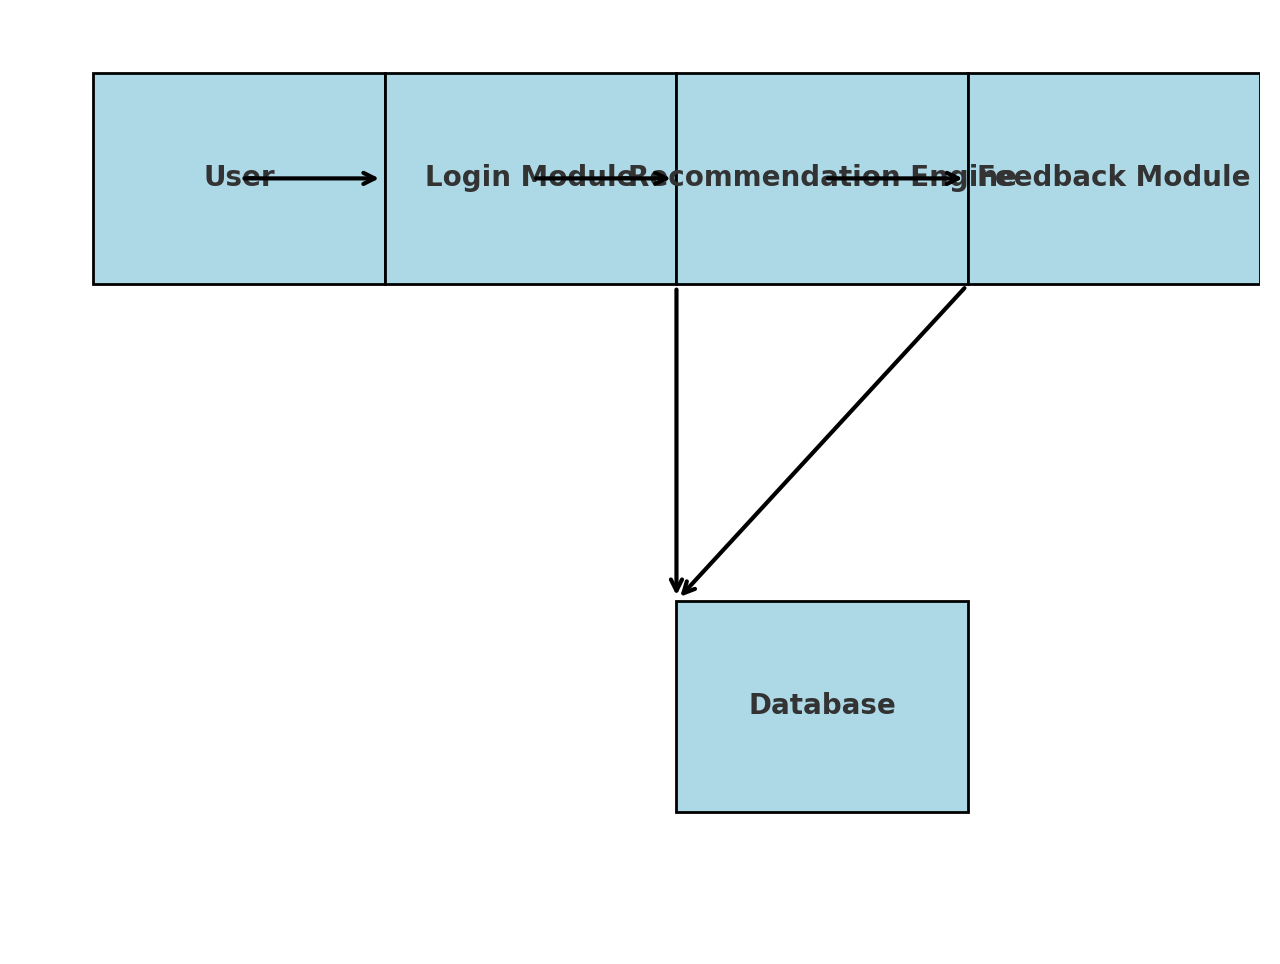 User
Login Module
Recommendation Engine
Feedback Module
Database